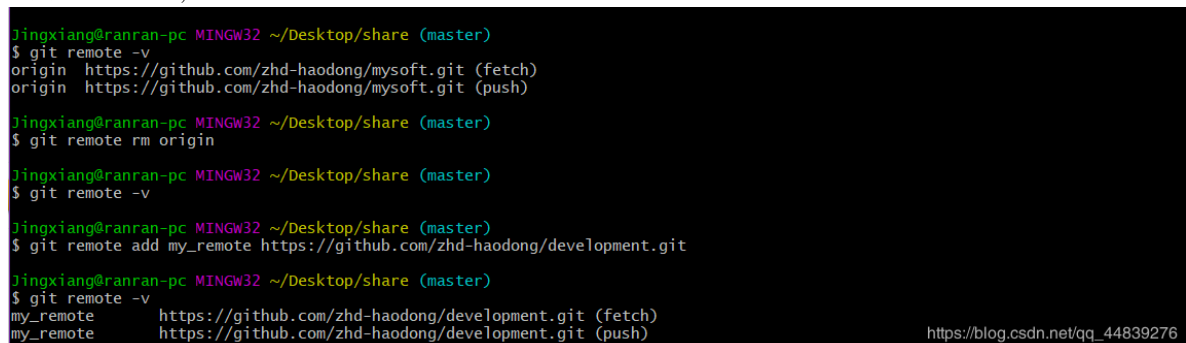 Jingxiang@ranran-pc MINGW32 ~/Desktop/share (master)
$ git remote -v
origin  https://github.com/zhd-haodong/mysoft.git (fetch)
origin  https://github.com/zhd-haodong/mysoft.git (push)
Jingxiang@ranran-pc MINGW32 ~/Desktop/share (master)
$ git remote rm origin
Jingxiang@ranran-pc MINGW32 ~/Desktop/share (master)
$ git remote -v
Jingxiang@ranran-pc MINGW32 ~/Desktop/share (master)
$ git remote add my_remote https://github.com/zhd-haodong/development.git
Jingxiang@ranran-pc MINGW32 ~/Desktop/share (master)
$ git remote -v
my_remote       https://github.com/zhd-haodong/development.git (fetch)
my_remote       https://github.com/zhd-haodong/development.git (push)
https://blog.csdn.net/qq_44839276